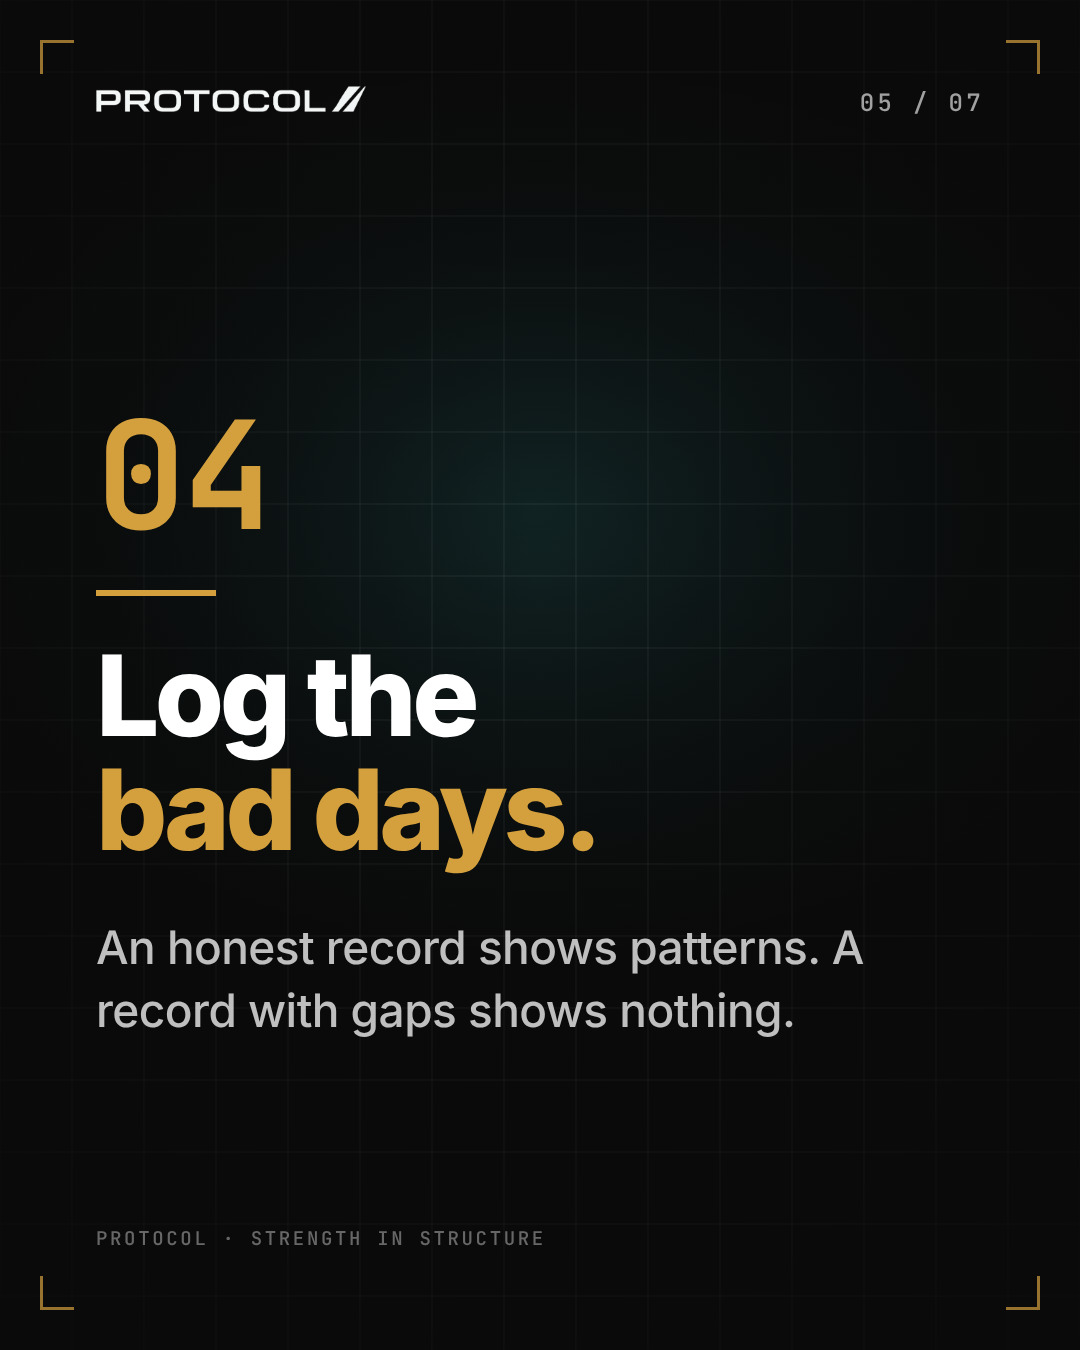 PROTOCOL
05 / 07
04
Log the
bad days.
An honest record shows patterns. A
record with gaps shows nothing.
PROTOCOL · STRENGTH IN STRUCTURE